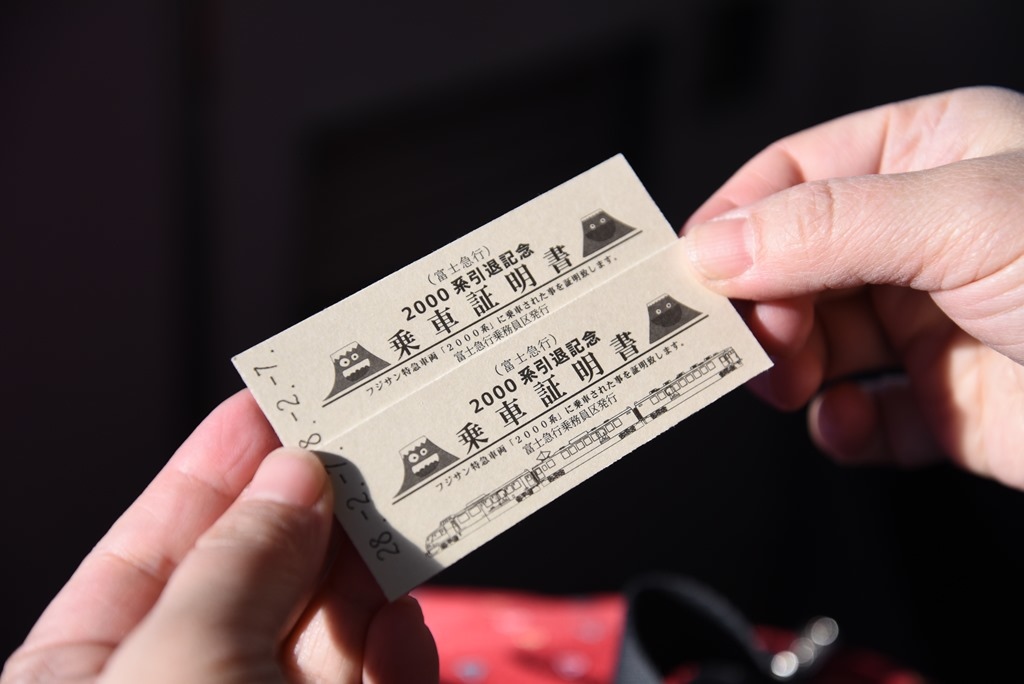 (富士急行)
2000系引退記念
乗車証明書
フジサン特急車両「2000系」に乗車された事を証明致します。
富士急行乗務員区発行
8.-2.-7.
(富士急行)
2000系引退記念
乗車証明書
フジサン特急車両「2000系」に乗車された事を証明致します。
富士急行乗務員区発行
28.-2.-7.